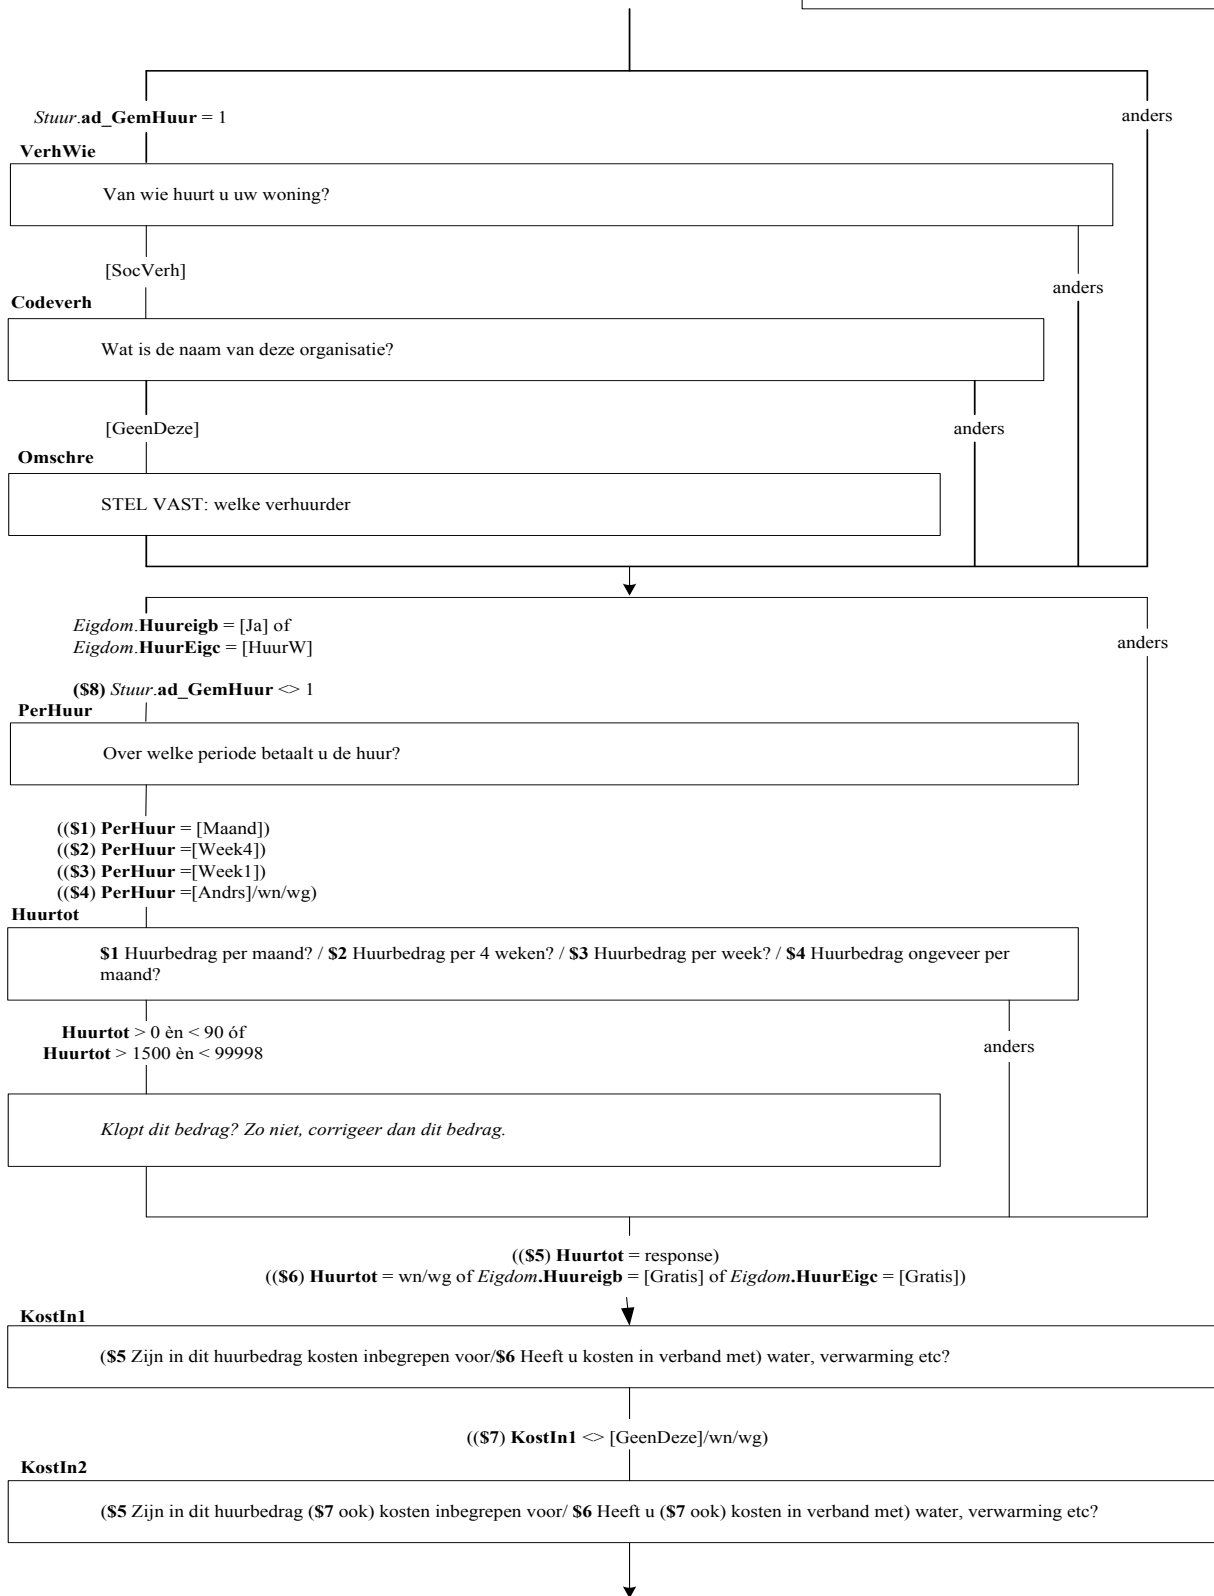 Stuur.ad_GemHuur = 1
anders
VerhWie
Van wie huurt u uw woning?
[SocVerh]
anders
Codeverh
Wat is de naam van deze organisatie?
[GeenDeze]
anders
Omschre
STEL VAST: welke verhuurder
Eigdom.Huureigb = [Ja] of
Eigdom.HuurEigc = [HuurW]
anders
($8) Stuur.ad_GemHuur <> 1
PerHuur
Over welke periode betaalt u de huur?
(($1) PerHuur = [Maand])
(($2) PerHuur =[Week4])
(($3) PerHuur =[Week1])
(($4) PerHuur =[Andrs]/wn/wg)
Huurtot
$1 Huurbedrag per maand? / $2 Huurbedrag per 4 weken? / $3 Huurbedrag per week? / $4 Huurbedrag ongeveer per
maand?
Huurtot > 0 èn < 90 óf
Huurtot > 1500 èn < 99998
anders
Klopt dit bedrag? Zo niet, corrigeer dan dit bedrag.
(($5) Huurtot = response)
(($6) Huurtot = wn/wg of Eigdom.Huureigb = [Gratis] of Eigdom.HuurEigc = [Gratis])
KostIn1
($5 Zijn in dit huurbedrag kosten inbegrepen voor/$6 Heeft u kosten in verband met) water, verwarming etc?
(($7) KostIn1 <> [GeenDeze]/wn/wg)
KostIn2
($5 Zijn in dit huurbedrag ($7 ook) kosten inbegrepen voor/ $6 Heeft u ($7 ook) kosten in verband met) water, verwarming etc?